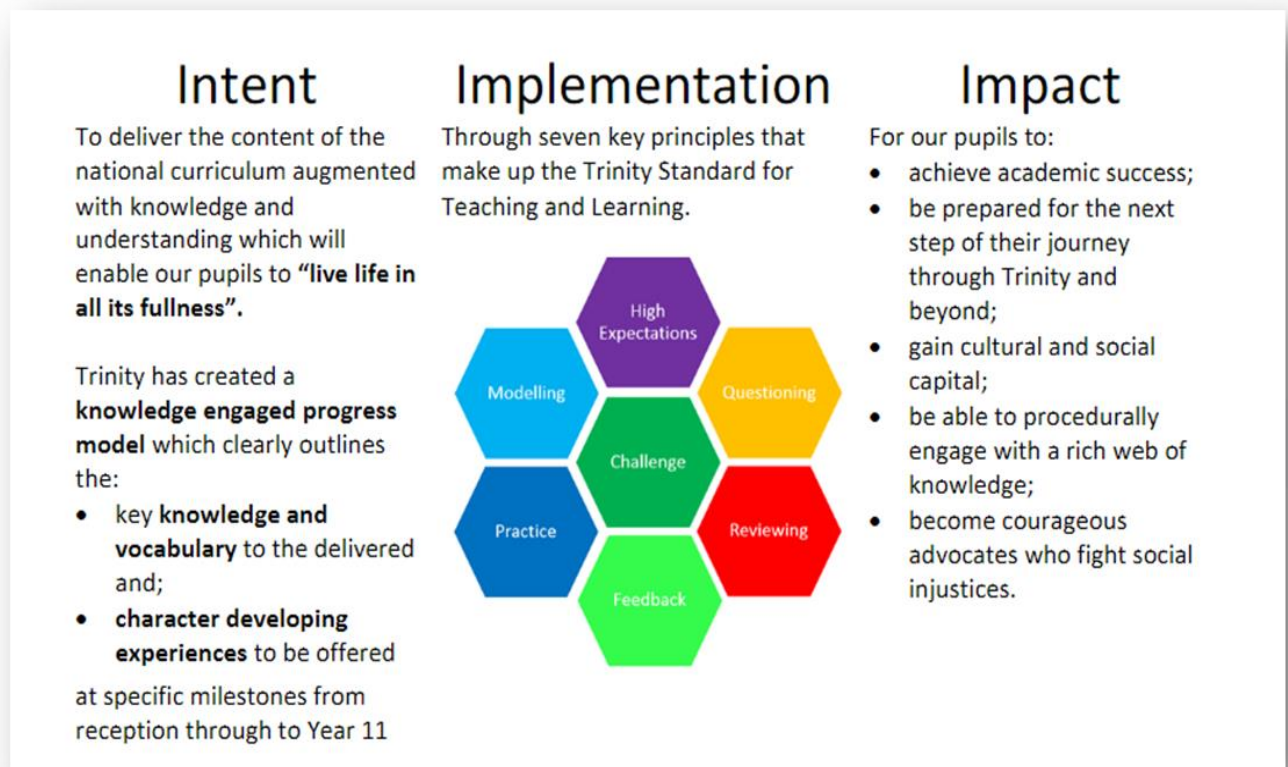 Intent
To deliver the content of the
national curriculum augmented
with knowledge and
understanding which will
enable our pupils to “live life in
all its fullness”.
Trinity has created a
knowledge engaged progress
model which clearly outlines
the:
• key knowledge and
vocabulary to the delivered
and;
• character developing
experiences to be offered
at specific milestones from
reception through to Year 11
Implementation
Through seven key principles that
make up the Trinity Standard for
Teaching and Learning.
High
Expectations
Modelling
Questioning
Challenge
Practice
Reviewing
Feedback
Impact
For our pupils to:
• achieve academic success;
• be prepared for the next
step of their journey
through Trinity and
beyond;
• gain cultural and social
capital;
• be able to procedurally
engage with a rich web of
knowledge;
• become courageous
advocates who fight social
injustices.